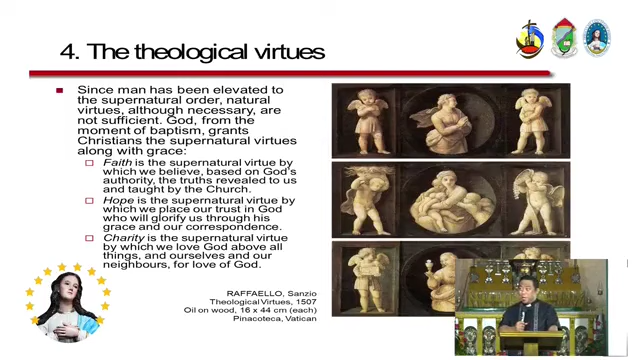 4. The theological virtues
Since man has been elevated to
the supernatural order, natural
virtues, although necessary, are
not sufficient. God, from the
moment of baptism, grants
Christians the supernatural virtues
along with grace:
Faith is the supernatural virtue by
which we believe, based on God's
authority, the truths revealed to us
and taught by the Church.
Hope is the supernatural virtue by
which we place our trust in God
who will glorify us through his
grace and our correspondence.
Charity is the supernatural virtue
by which we love God above all
things, and ourselves and our
neighbours, for love of God.
RAFFAELLO, Sanzio
Theological Virtues, 1507
Oil on wood, 16 x 44 cm (each)
Pinacoteca, Vatican